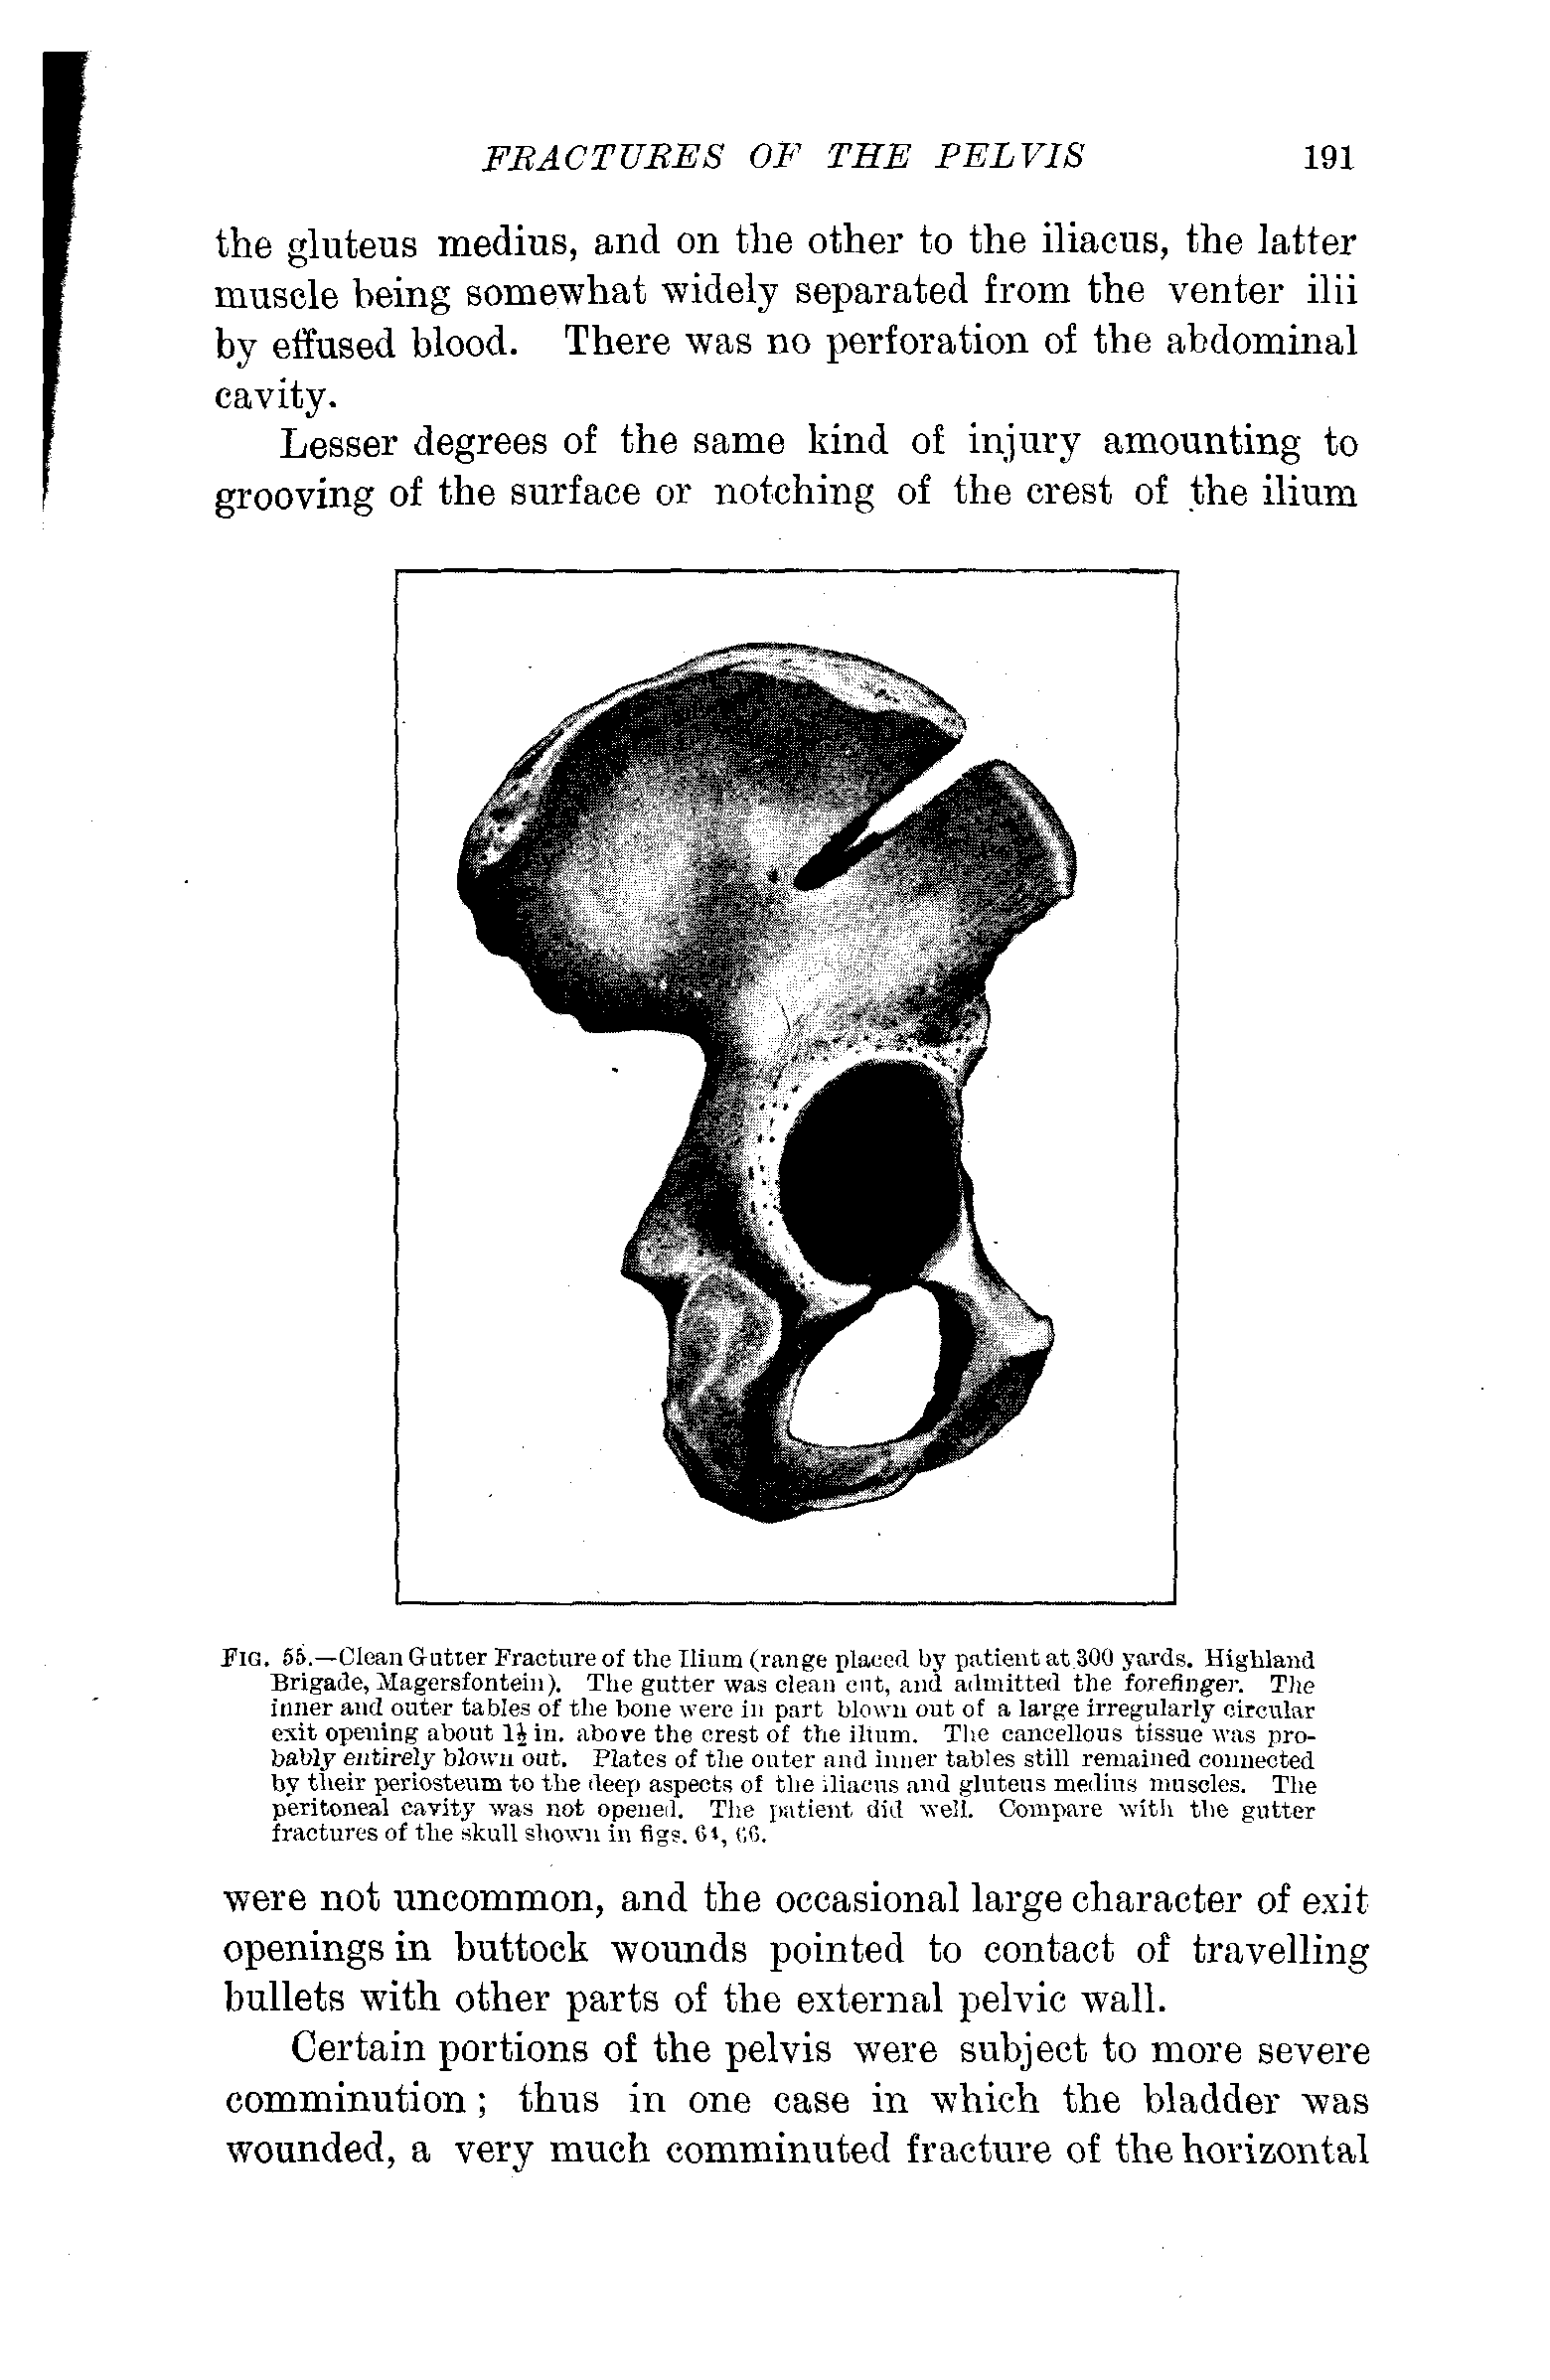 FRACTURES OF THE PELVIS 191
the gluteus medius, and on the other to the iliacus, the latter
muscle being somewhat widely separated from the venter ilii
by effused blood. There was no perforation of the abdominal
cavity.
Lesser degrees of the same kind of injury amounting to
grooving of the surface or notching of the crest of the ilium
FIG. 55.—Clean Gutter Fracture of the Ilium (range placed by patient at 300 yards. Highland
Brigade, Magersfontein). The gutter was clean cut, and admitted the forefinger. The
inner and outer tables of the bone were in part blown out of a large irregularly circular
exit opening about 1½ in. above the crest of the ilium. The cancellous tissue was pro-
bably entirely blown out. Plates of the outer and inner tables still remained connected
by their periosteum to the deep aspects of the iliacus and gluteus medius muscles. The
peritoneal cavity was not opened. The patient did well. Compare with the gutter
fractures of the skull shown in figs. 64, 66.
were not uncommon, and the occasional large character of exit
openings in buttock wounds pointed to contact of travelling
bullets with other parts of the external pelvic wall.
Certain portions of the pelvis were subject to more severe
comminution; thus in one case in which the bladder was
wounded, a very much comminuted fracture of the horizontal